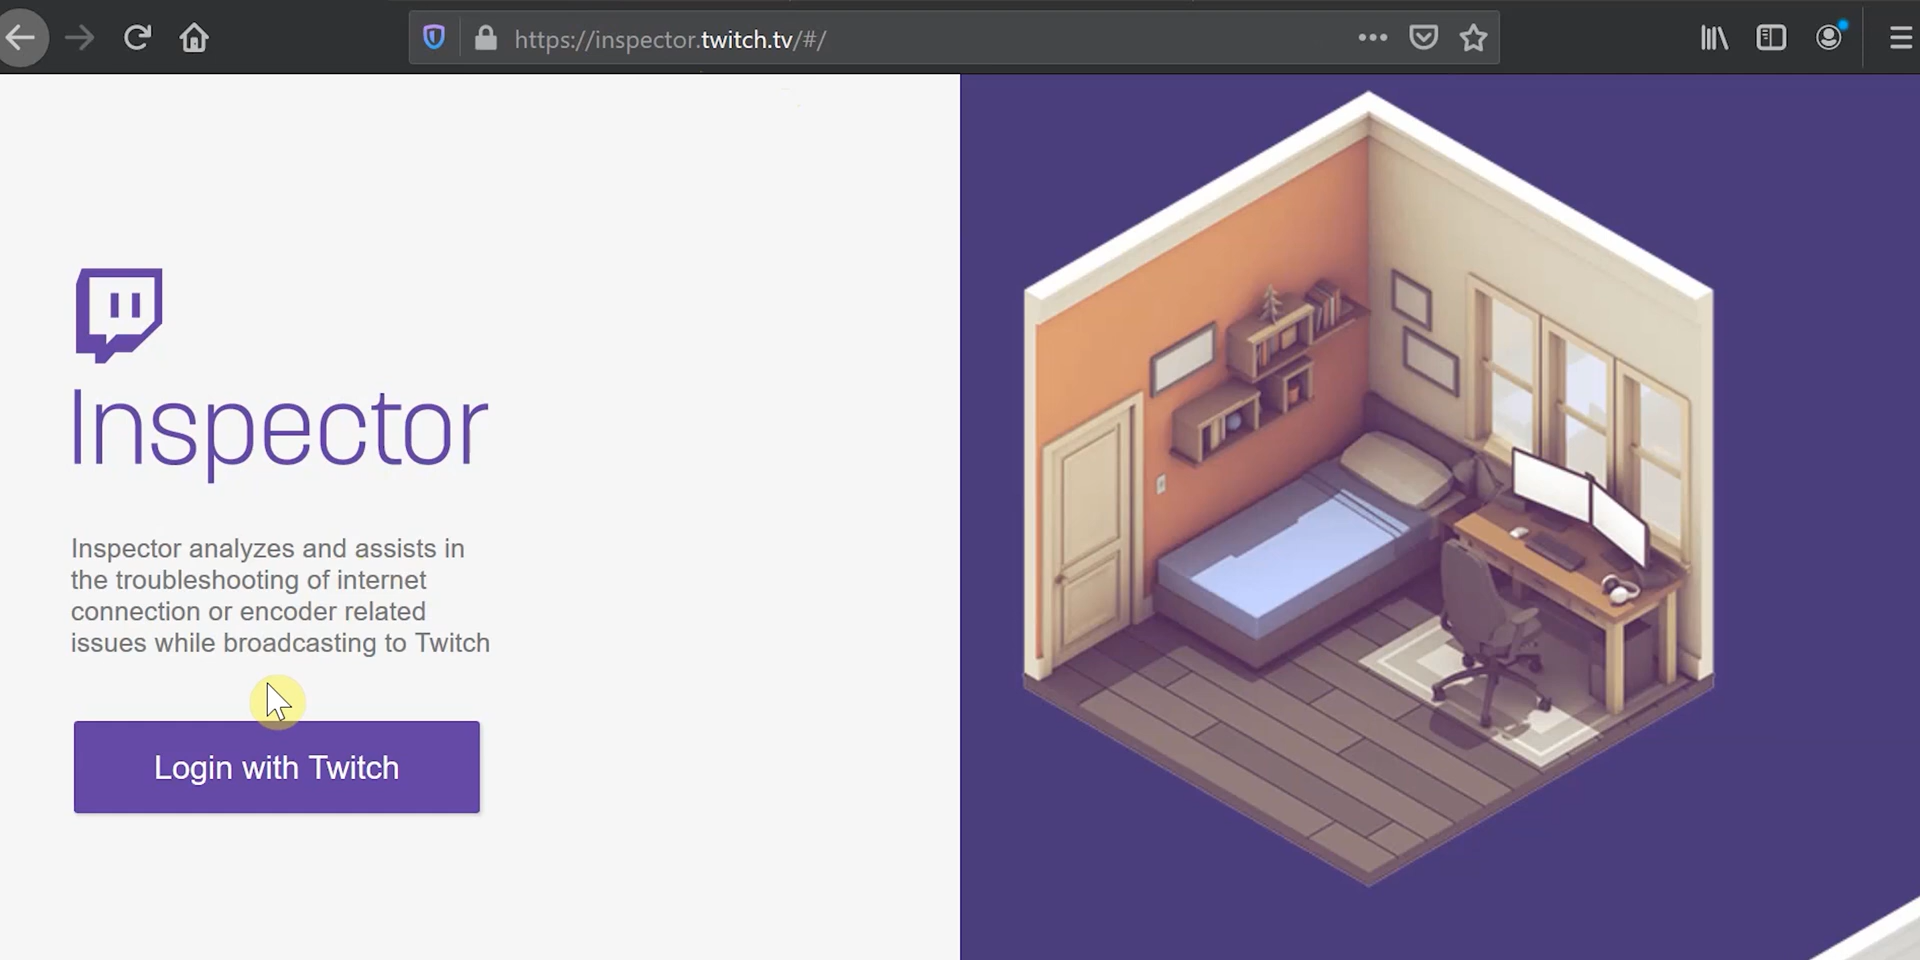 https://inspector.twitch.tv/#/
Inspector
Inspector analyzes and assists in
the troubleshooting of internet
connection or encoder related
issues while broadcasting to Twitch
Login with Twitch